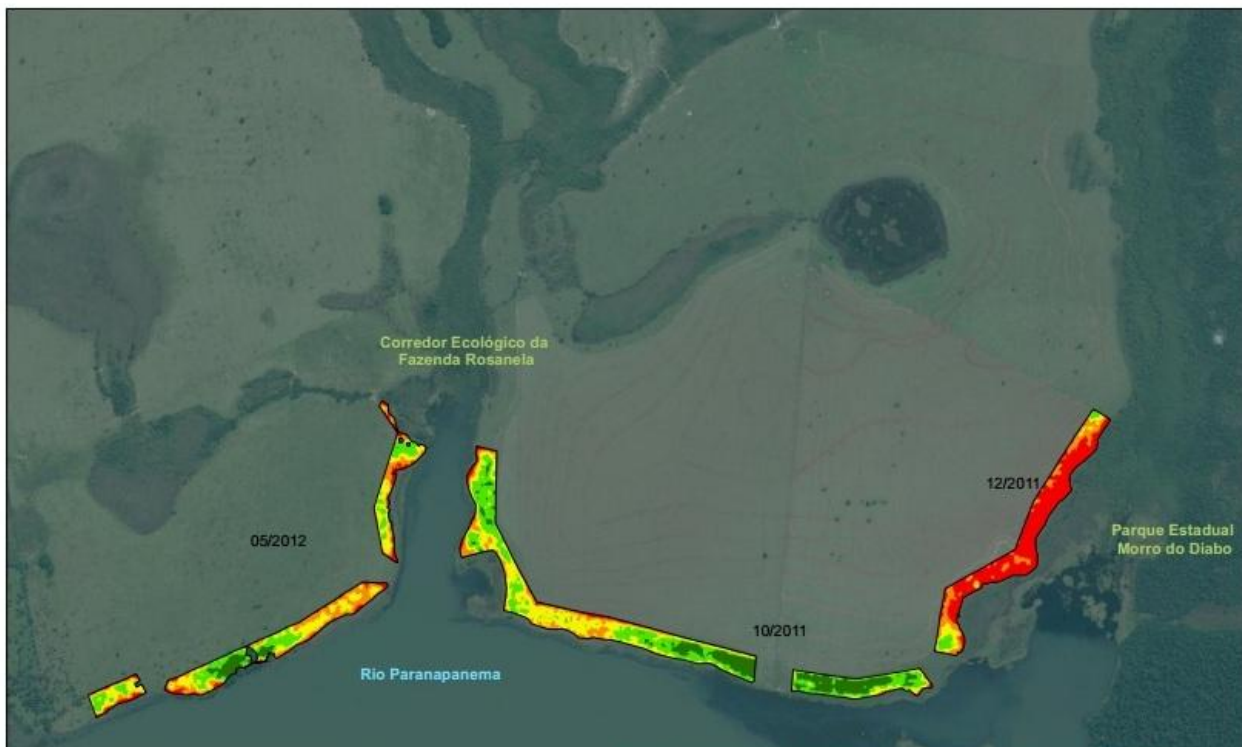 Corredor Ecológico da
Fazenda Rosanela
12/2011
Parque Estadual
Morro do Diabo
05/2012
10/2011
Rio Paranapanema